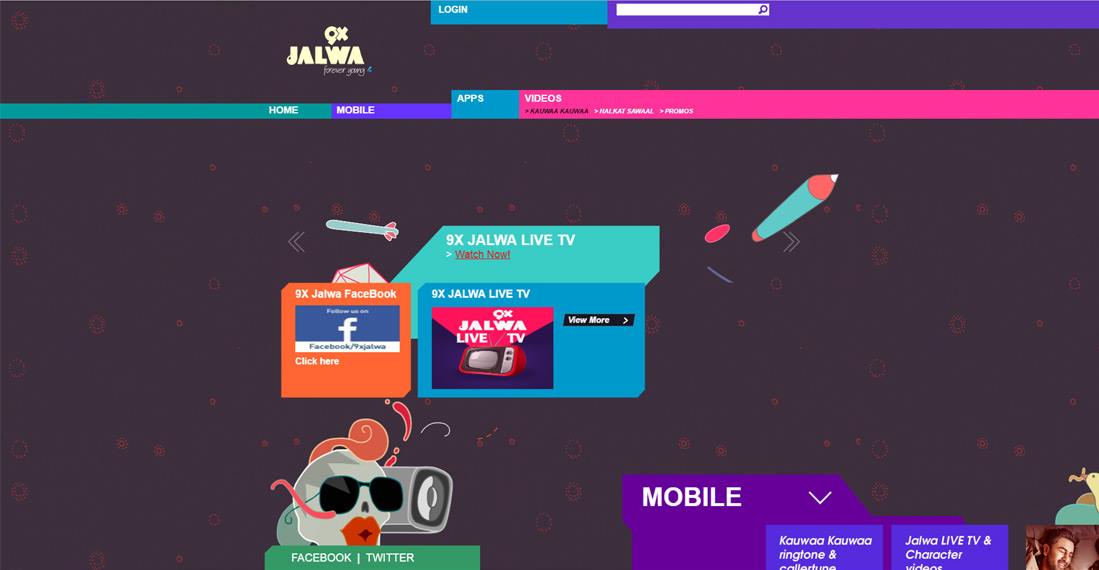 LOGIN
9X
JALWA
forever young
HOME
MOBILE
APPS
VIDEOS
> KAUWAA KAUWAA > HALKAT SAWAAL > PROMOS
9X JALWA LIVE TV
> Watch Now!
9X Jalwa FaceBook
Follow us on
f
Facebook/9xjalwa
Click here
9X JALWA LIVE TV
9X
JALWA
LIVE TV
View More >
FACEBOOK | TWITTER
MOBILE
Kauwaa Kauwaa
ringtone &
callertune
Jalwa LIVE TV &
Character
videos